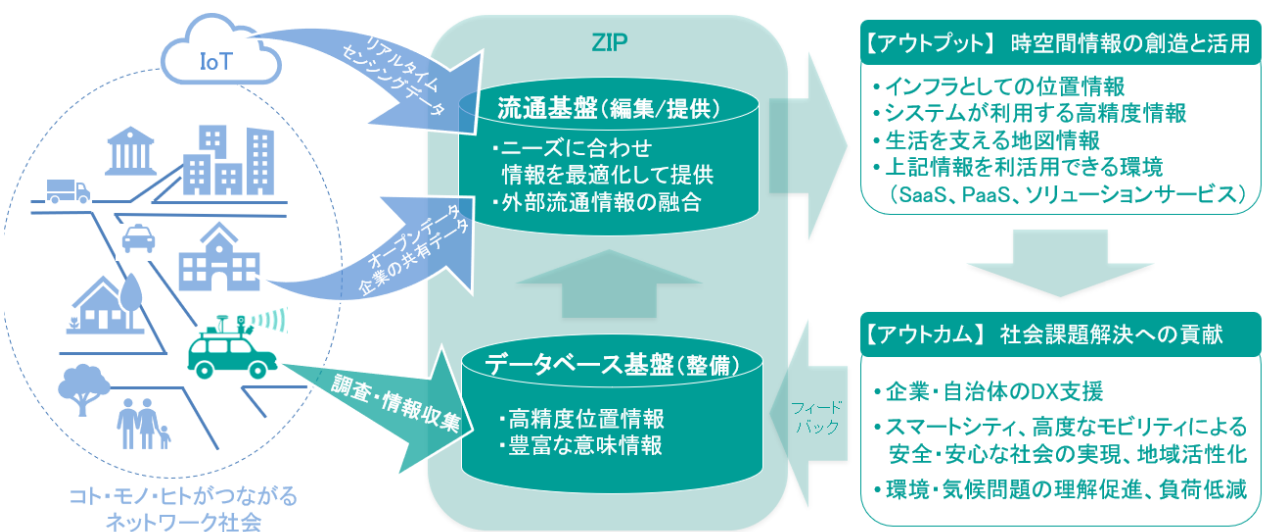 IoT
リアルタイム
センシングデータ
オープンデータ
企業の共有データ
調査・情報収集
コト・モノ・ヒトがつながる
ネットワーク社会
ZIP
流通基盤(編集/提供)
・ニーズに合わせ
情報を最適化して提供
・外部流通情報の融合
データベース基盤(整備)
・高精度位置情報
・豊富な意味情報
【アウトプット】 時空間情報の創造と活用
・インフラとしての位置情報
・システムが利用する高精度情報
・生活を支える地図情報
・上記情報を利活用できる環境
(SaaS、PaaS、ソリューションサービス)
フィード
バック
【アウトカム】 社会課題解決への貢献
・企業・自治体のDX支援
・スマートシティ、高度なモビリティによる
安全・安心な社会の実現、地域活性化
・環境・気候問題の理解促進、負荷低減